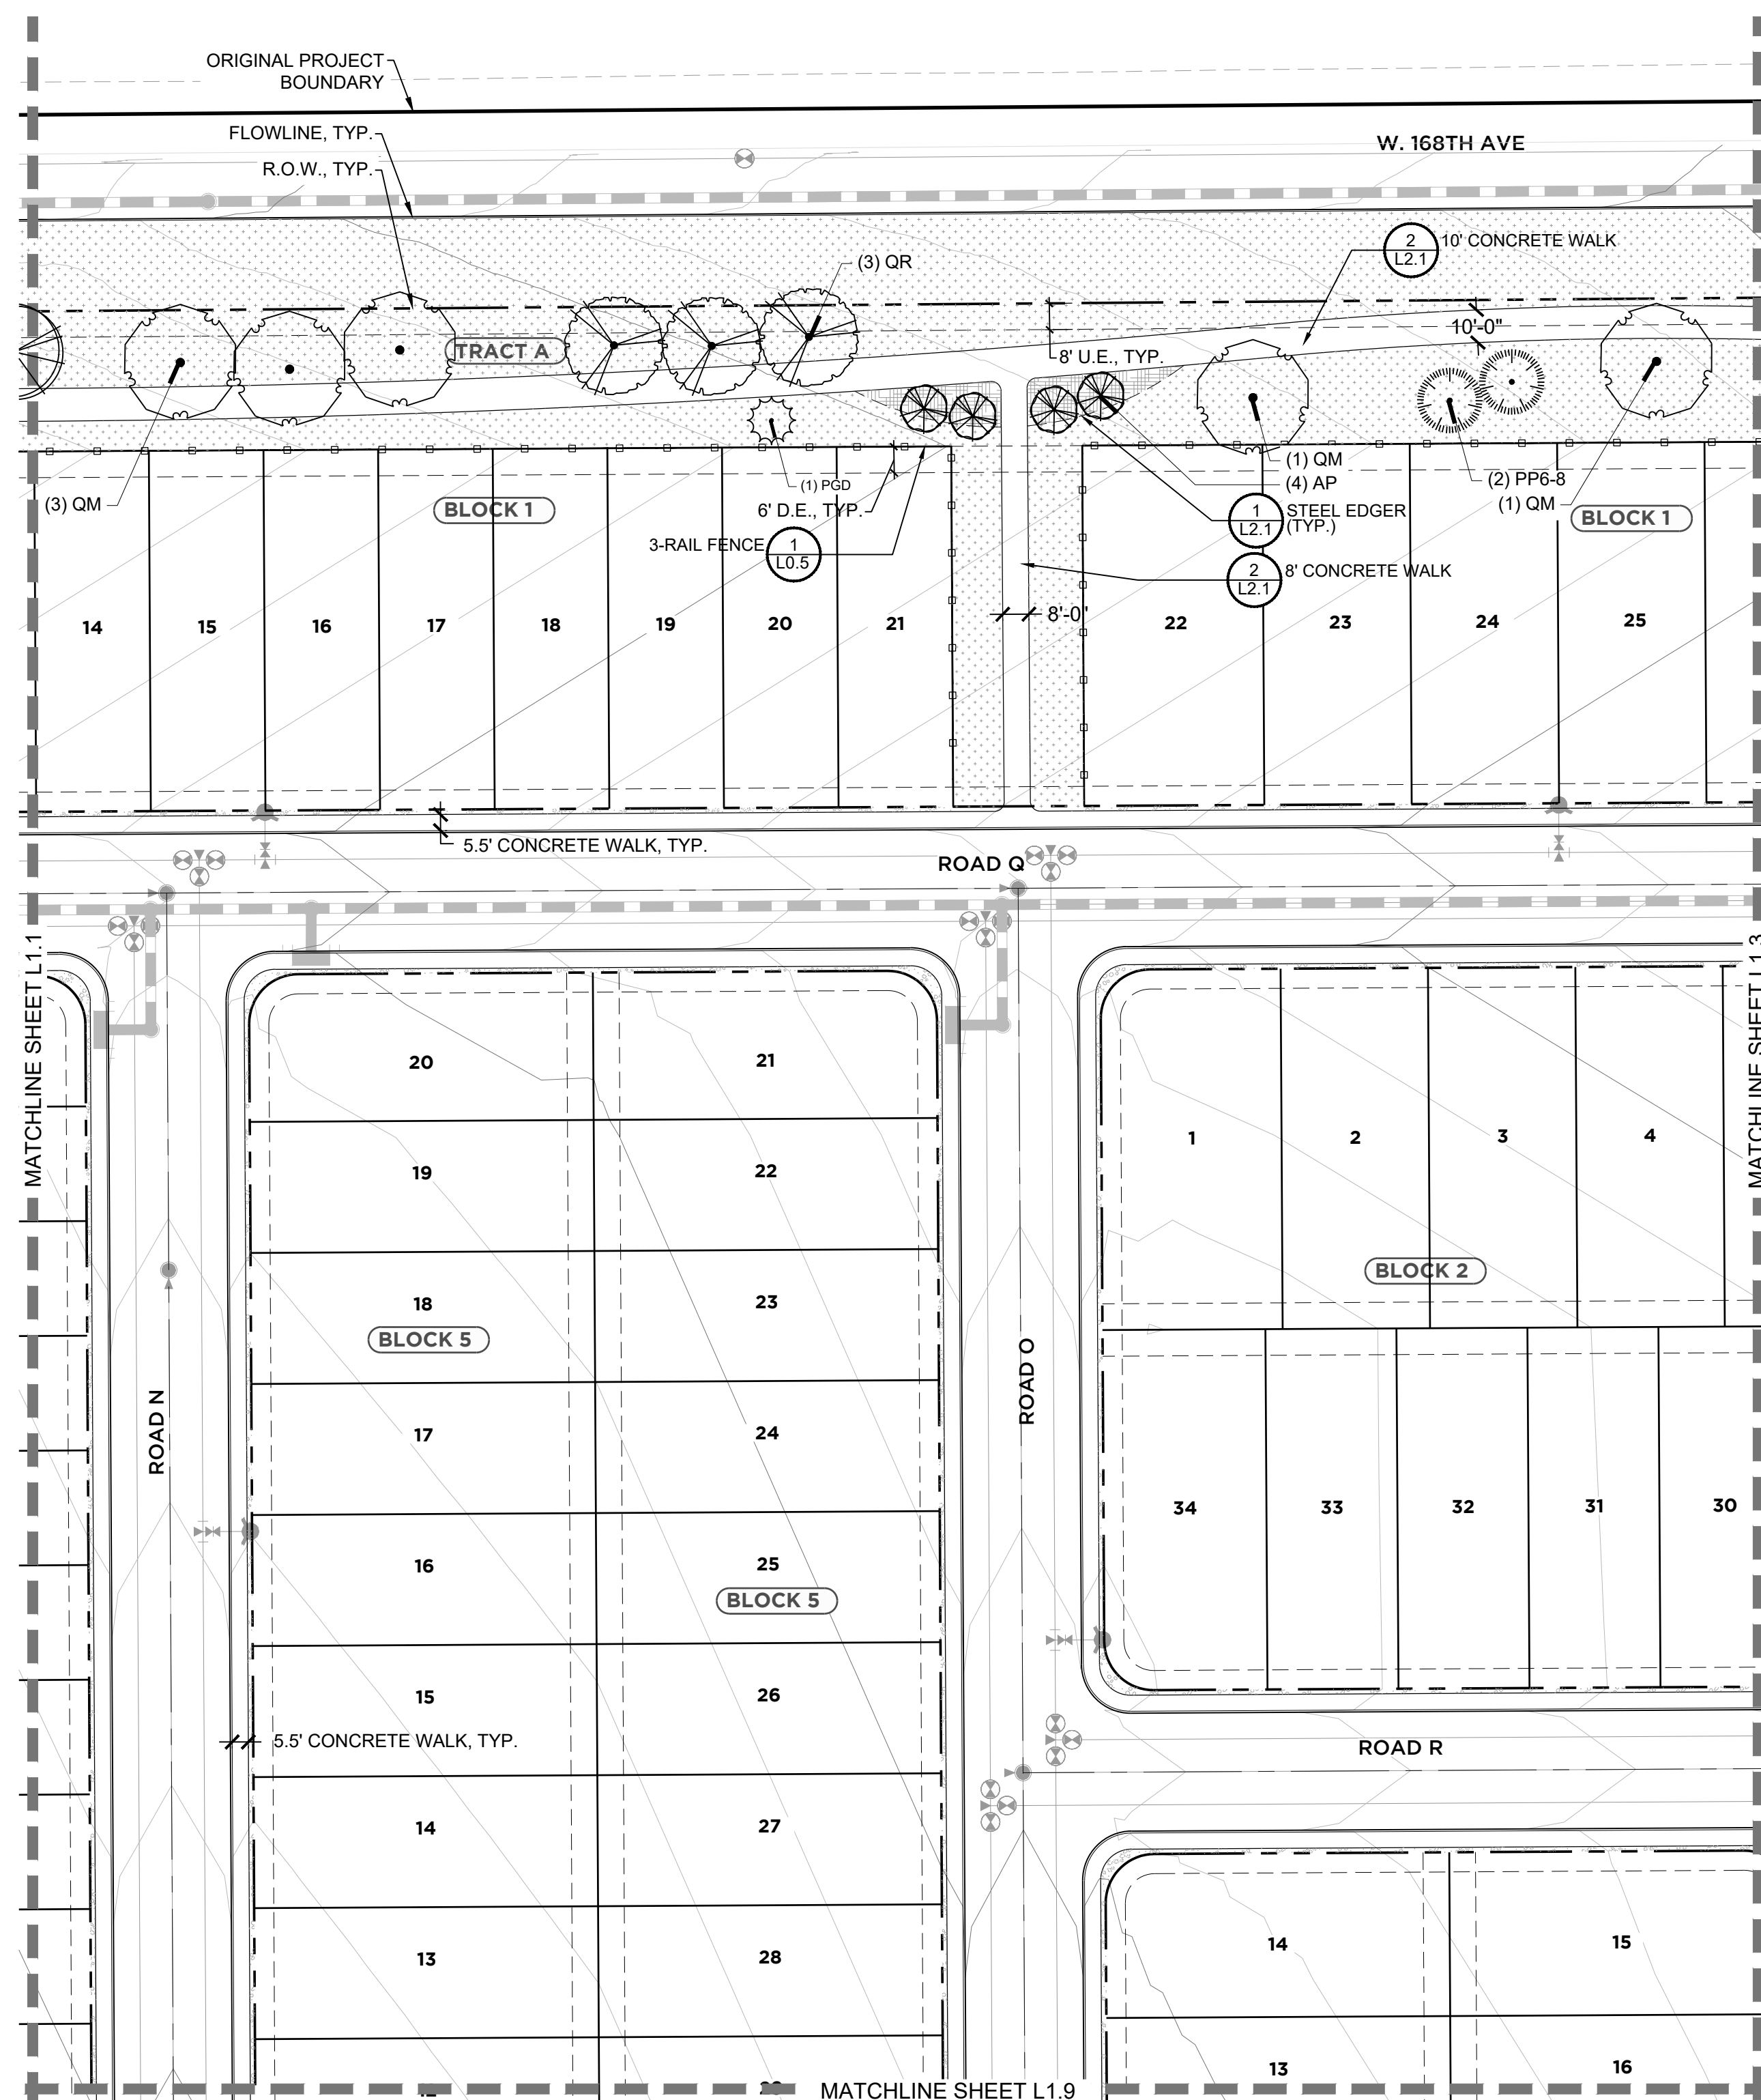 ORIGINAL PROJECT
BOUNDARY
FLOWLINE, TYP.
R.O.W., TYP.
W. 168TH AVE
2
L2.1
10' CONCRETE WALK
(3) QR
TRACT A
8' U.E., TYP.
10'-0"
(3) QM
BLOCK 1
(1) PGD
6' D.E., TYP.
3-RAIL FENCE
1
L0.5
(1) QM
(4) AP
1
L2.1
STEEL EDGER
(TYP.)
2
L2.1
8' CONCRETE WALK
(2) PP6-8
(1) QM
BLOCK 1
8'-0"
14
15
16
17
18
19
20
21
22
23
24
25
5.5' CONCRETE WALK, TYP.
ROAD Q
MATCHLINE SHEET L1.1
MATCHLINE SHEET L1.3
20
21
19
22
18
23
BLOCK 5
17
24
16
25
BLOCK 5
15
26
5.5' CONCRETE WALK, TYP.
14
27
13
28
ROAD N
ROAD O
1
2
3
4
BLOCK 2
34
33
32
31
30
ROAD R
14
15
13
16
MATCHLINE SHEET L1.9